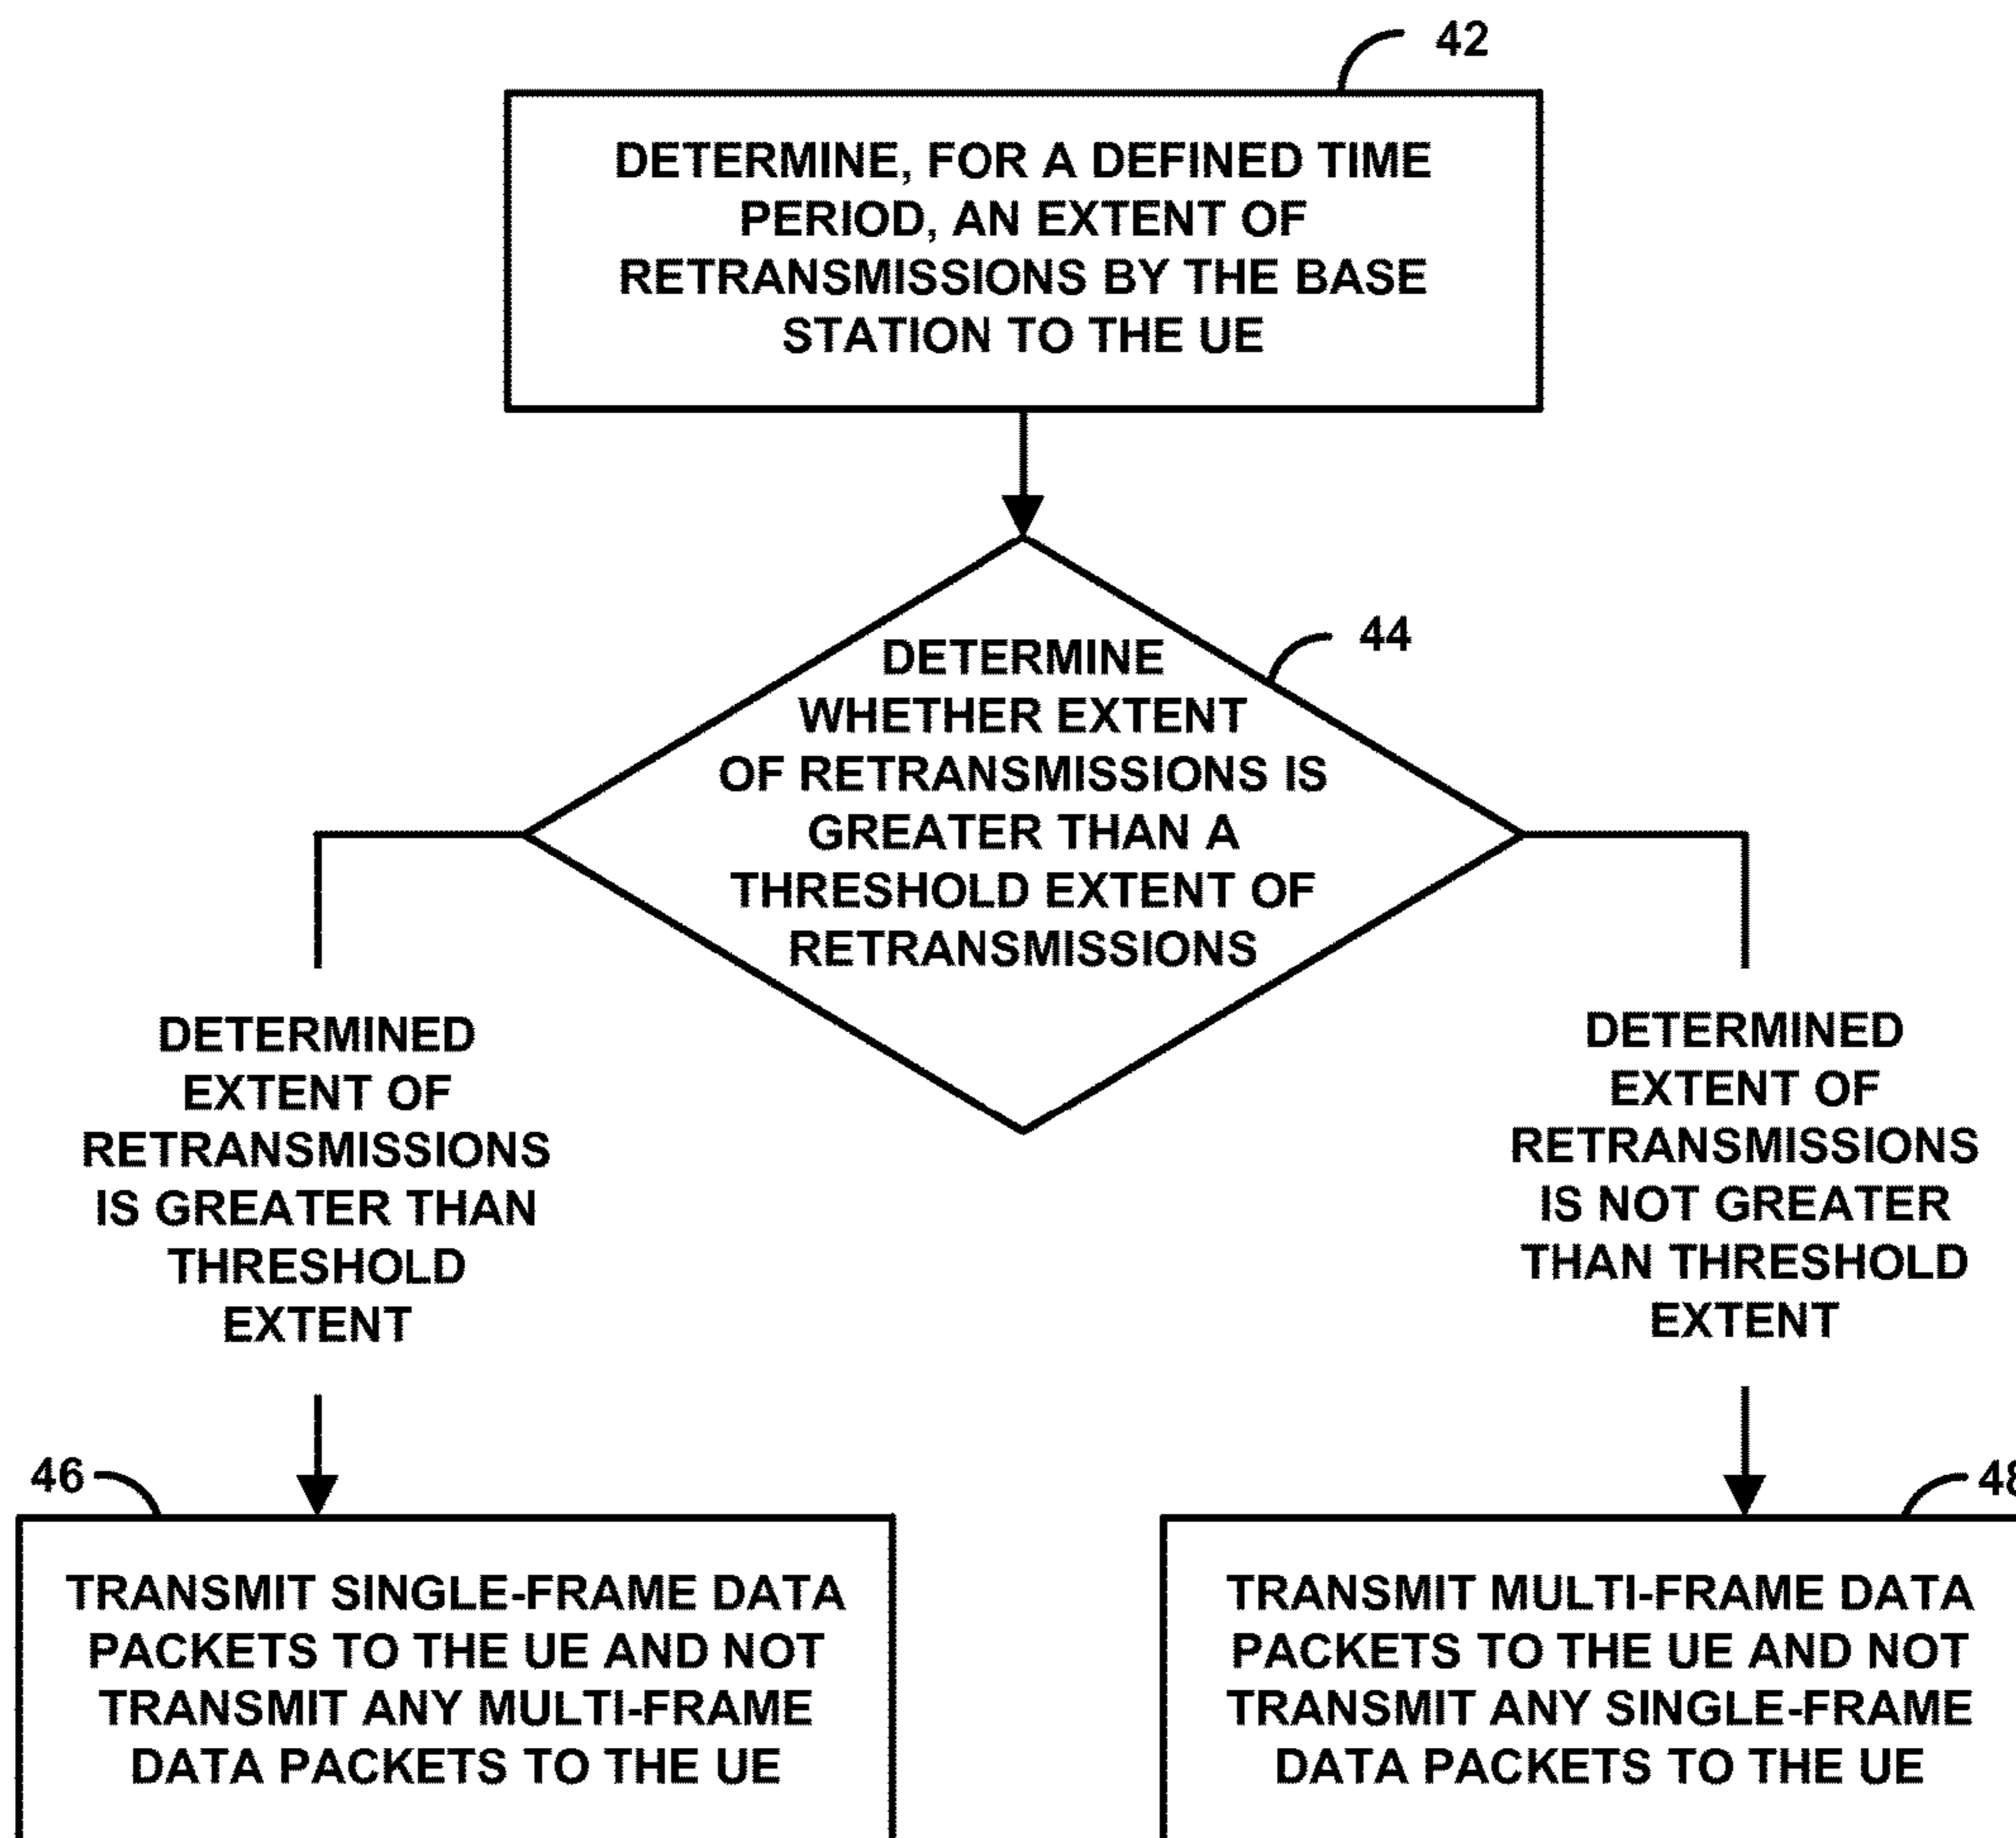 42
DETERMINE, FOR A DEFINED TIME
PERIOD, AN EXTENT OF
RETRANSMISSIONS BY THE BASE
STATION TO THE UE
44
DETERMINE
WHETHER EXTENT
OF RETRANSMISSIONS IS
GREATER THAN A
THRESHOLD EXTENT OF
RETRANSMISSIONS
DETERMINED
EXTENT OF
RETRANSMISSIONS
IS GREATER THAN
THRESHOLD
EXTENT
DETERMINED
EXTENT OF
RETRANSMISSIONS
IS NOT GREATER
THAN THRESHOLD
EXTENT
46
TRANSMIT SINGLE-FRAME DATA
PACKETS TO THE UE AND NOT
TRANSMIT ANY MULTI-FRAME
DATA PACKETS TO THE UE
48
TRANSMIT MULTI-FRAME DATA
PACKETS TO THE UE AND NOT
TRANSMIT ANY SINGLE-FRAME
DATA PACKETS TO THE UE